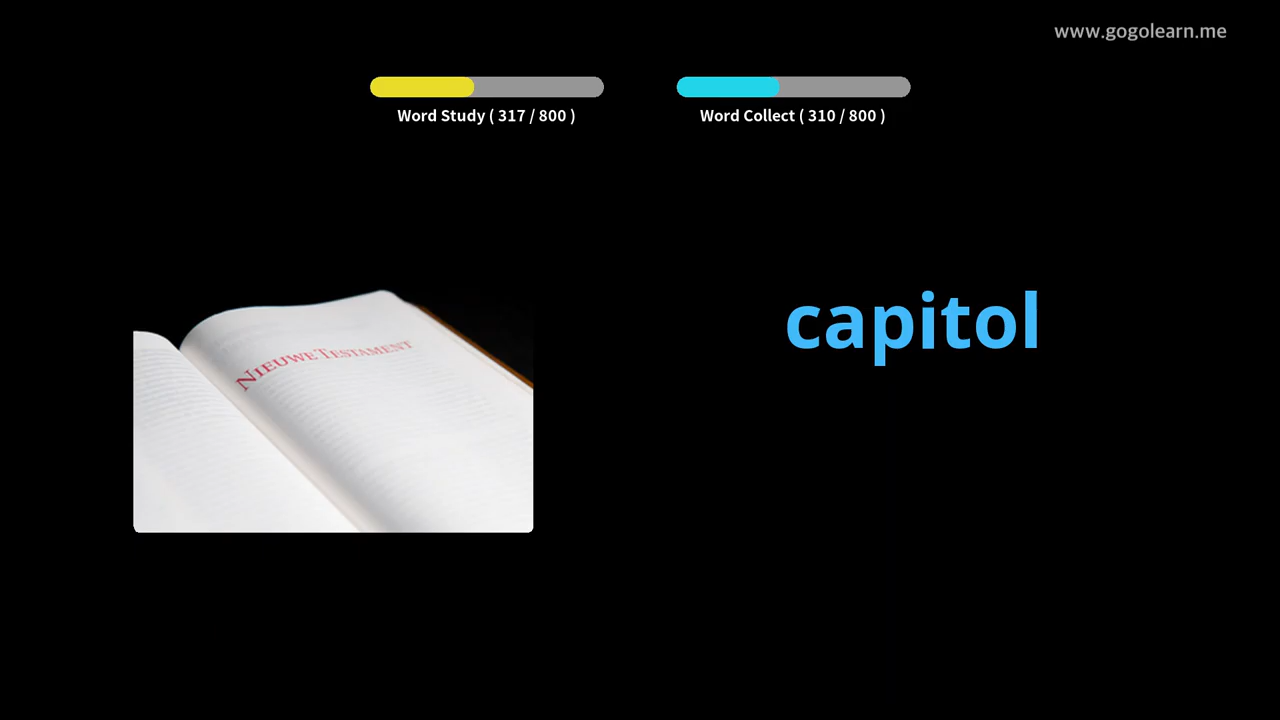 www.gogolearn.me
Word Study ( 317 / 800 )
Word Collect ( 310 / 800 )
NIEUWE TESTAMENT
capitol